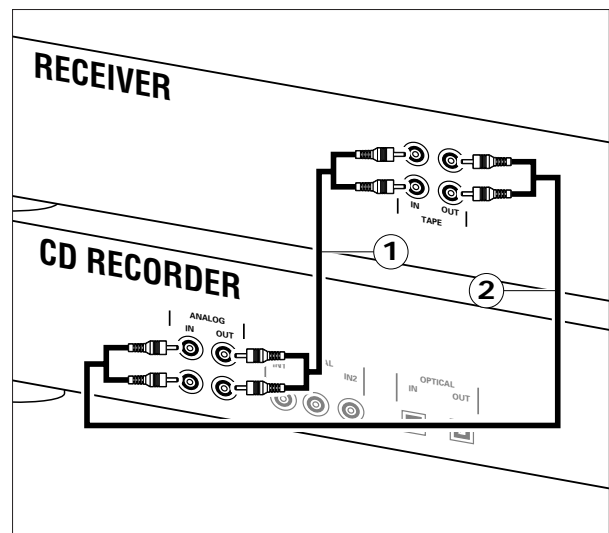 RECEIVER
IN OUT
TAPE
1
CD RECORDER
2
ANALOG
IN OUT
IN2
OPTICAL
IN OUT